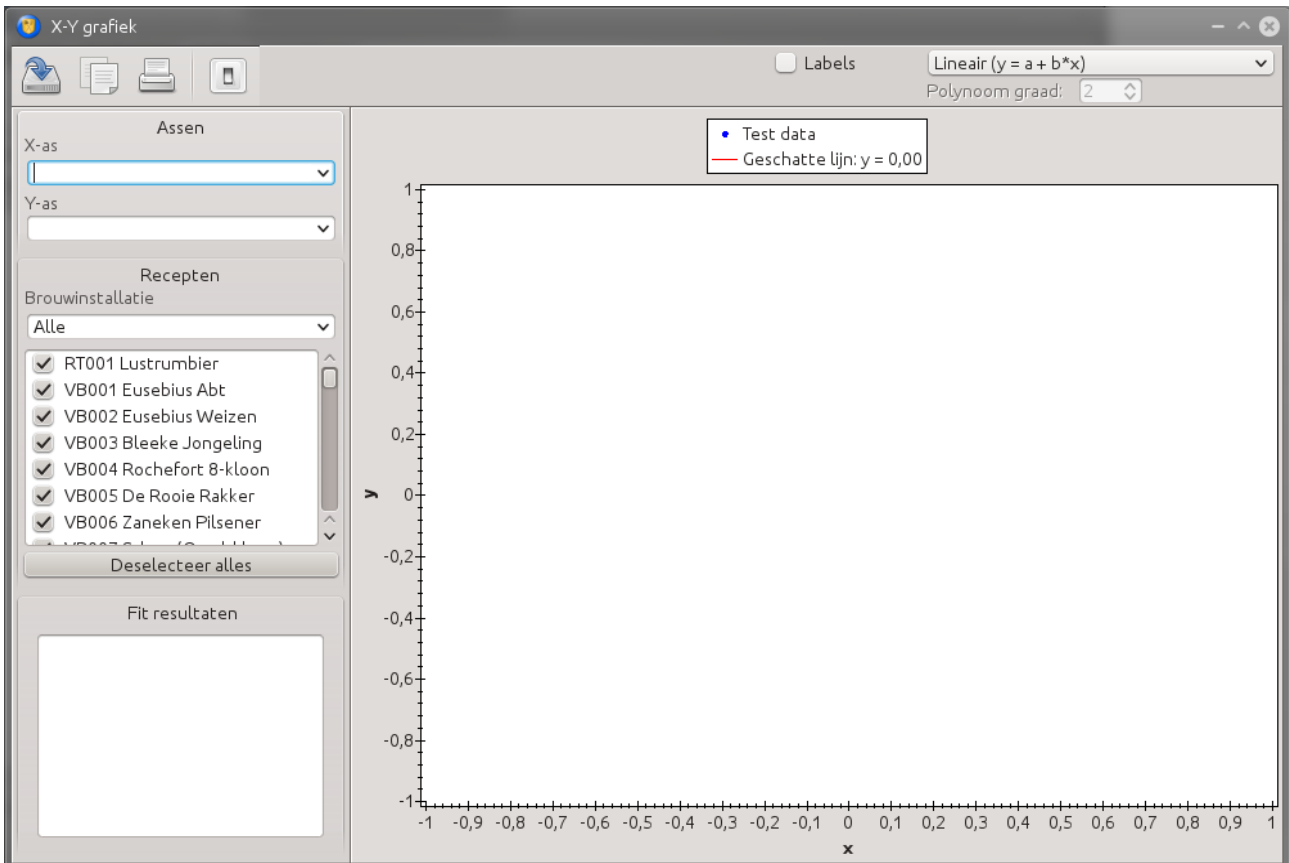 X-Y grafiek
Labels
Lineair (y = a + b*x)
Polynoom graad: 2
Assen
X-as
Y-as
Recepten
Brouwinstallatie
Alle
RT001 Lustrumbier
VB001 Eusebius Abt
VB002 Eusebius Weizen
VB003 Bleeke Jongeling
VB004 Rochefort 8-kloon
VB005 De Rooie Rakker
VB006 Zaneken Pilsener
Deselecteer alles
Fit resultaten
Test data
Geschatte lijn: y = 0,00
1
0,8
0,6
0,4
0,2
y
0
-0,2
-0,4
-0,6
-0,8
-1
-1 -0,9 -0,8 -0,7 -0,6 -0,5 -0,4 -0,3 -0,2 -0,1 0 0,1 0,2 0,3 0,4 0,5 0,6 0,7 0,8 0,9 1
x